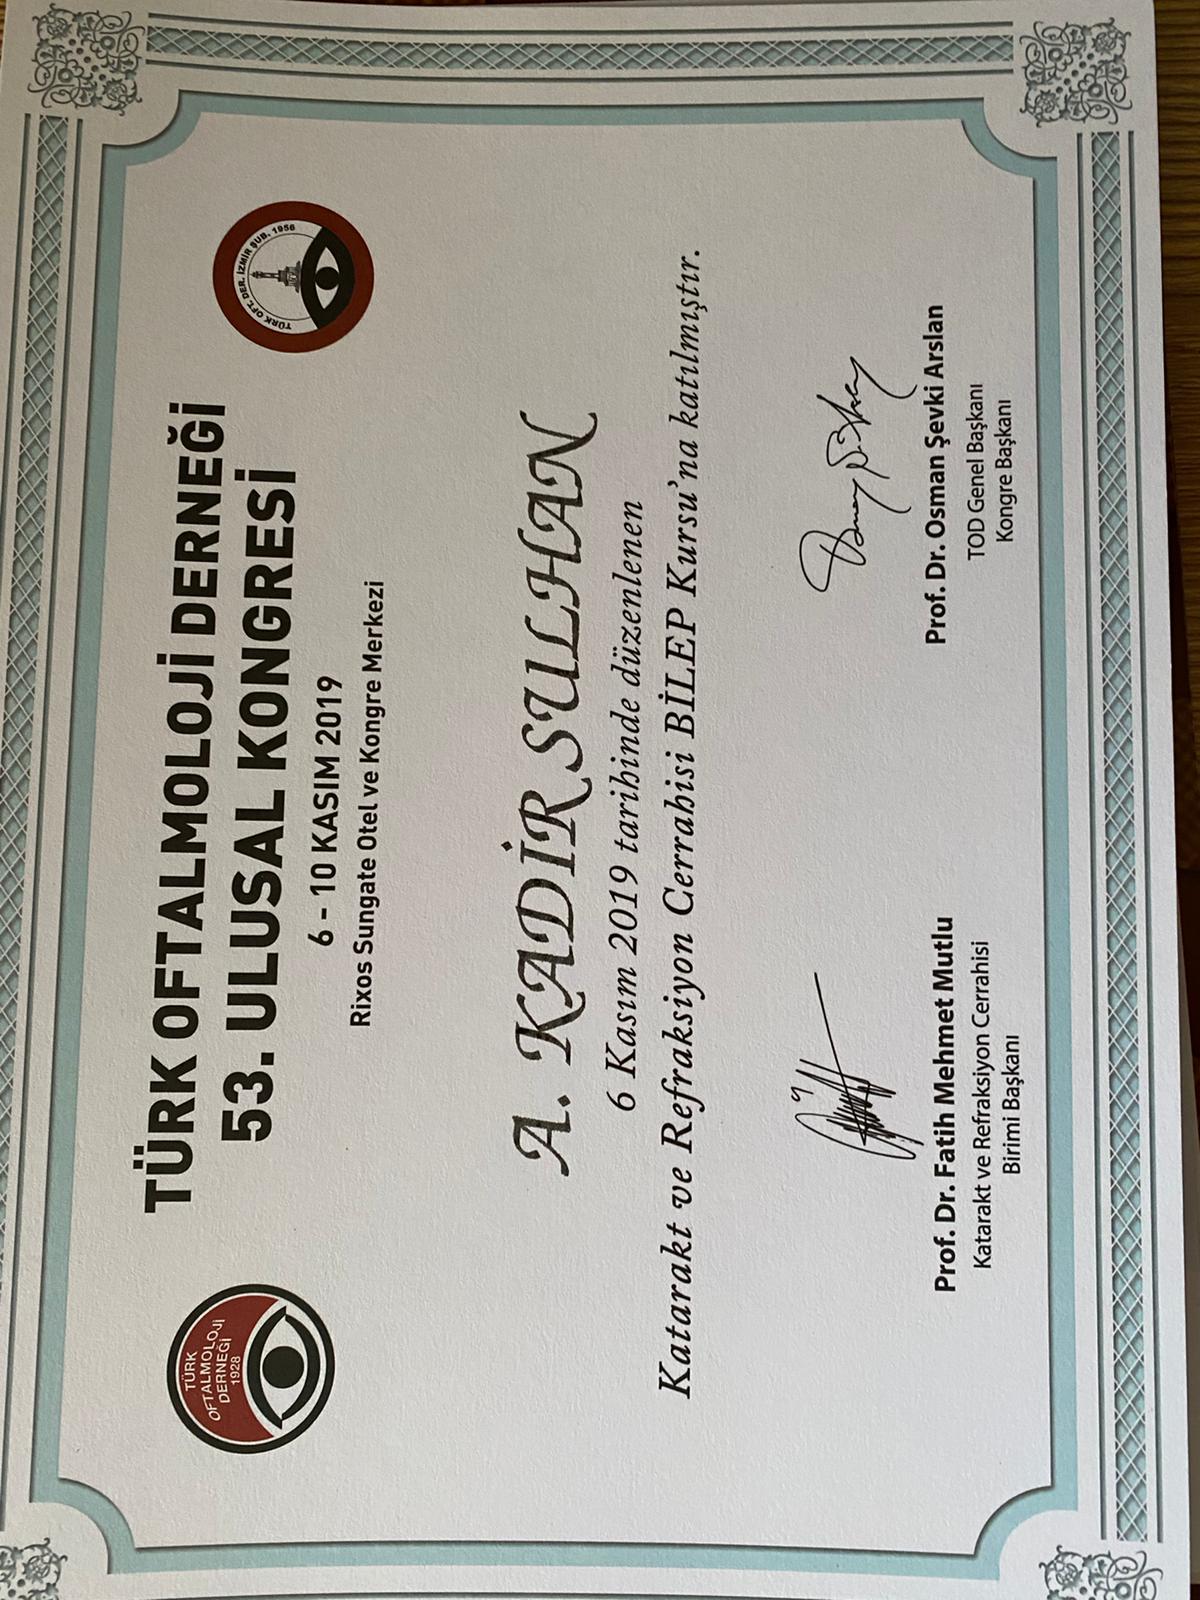 TÜRK
OFTALMOLOJİ
DERNEĞİ
1928
TÜRK OFTALMOLOJİ DERNEĞİ
53. ULUSAL KONGRESİ
6 - 10 KASIM 2019
Rixos Sungate Otel ve Kongre Merkezi
TÜRK OFT. DER. İZMİR ŞUB. 1956
A. KADİR SULHAN
6 Kasım 2019 tarihinde düzenlenen
Katarakt ve Refraksiyon Cerrahisi BİLEP Kursu'na katılmıştır.
Prof. Dr. Fatih Mehmet Mutlu
Katarakt ve Refraksiyon Cerrahisi
Birimi Başkanı
Prof. Dr. Osman Şevki Arslan
TOD Genel Başkanı
Kongre Başkanı